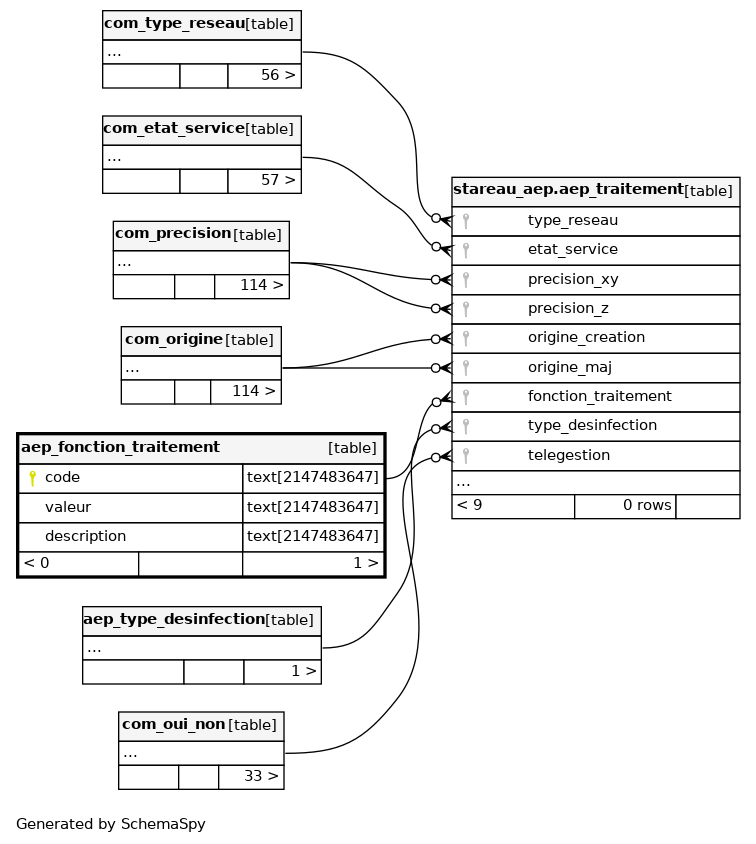 com_type_reseau [table]
...
56 >
com_etat_service [table]
...
57 >
com_precision [table]
...
114 >
com_origine [table]
...
114 >
aep_fonction_traitement [table]
code text[2147483647]
valeur text[2147483647]
description text[2147483647]
< 0 1 >
aep_type_desinfection [table]
...
1 >
com_oui_non [table]
...
33 >
stareau_aep.aep_traitement [table]
type_reseau
etat_service
precision_xy
precision_z
origine_creation
origine_maj
fonction_traitement
type_desinfection
telegestion
...
< 9 0 rows
Generated by SchemaSpy